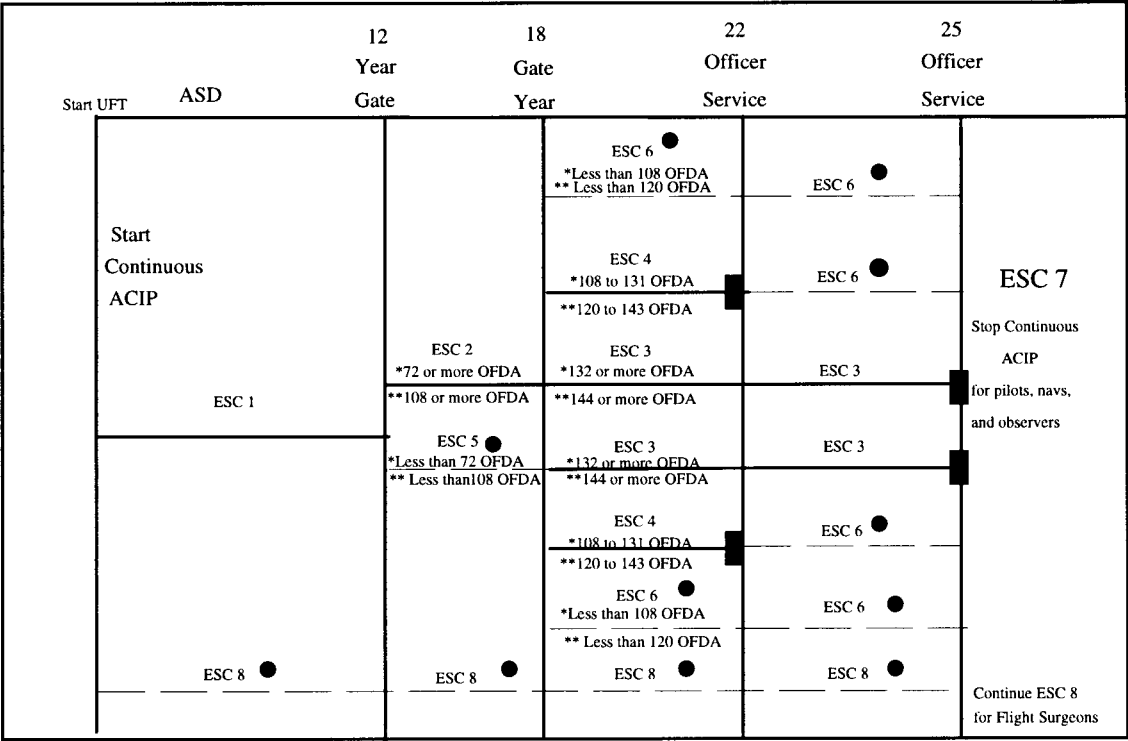 12
Year
Gate
18
Gate
Year
22
Officer
Service
25
Officer
Service
Start UFT
ASD
Start
Continuous
ACIP
ESC 1
ESC 8
ESC 2
*72 or more OFDA
**108 or more OFDA
ESC 5
*Less than 72 OFDA
** Less than108 OFDA
ESC 8
ESC 6
*Less than 108 OFDA
** Less than 120 OFDA
ESC 4
*108 to 131 OFDA
**120 to 143 OFDA
ESC 3
*132 or more OFDA
**144 or more OFDA
ESC 3
*132 or more OFDA
**144 or more OFDA
ESC 4
*108 to 131 OFDA
**120 to 143 OFDA
ESC 6
*Less than 108 OFDA
** Less than 120 OFDA
ESC 8
ESC 6
ESC 6
ESC 3
ESC 3
ESC 6
ESC 6
ESC 8
ESC 7
Stop Continuous
ACIP
for pilots, navs,
and observers
Continue ESC 8
for Flight Surgeons